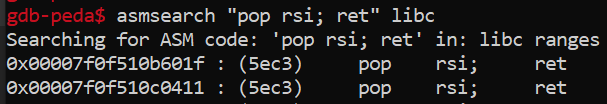 gdb-peda$ asmsearch "pop rsi; ret" libc
Searching for ASM code: 'pop rsi; ret' in: libc ranges
0x00007f0f510b601f : (5ec3) pop rsi; ret
0x00007f0f510c0411 : (5ec3) pop rsi; ret